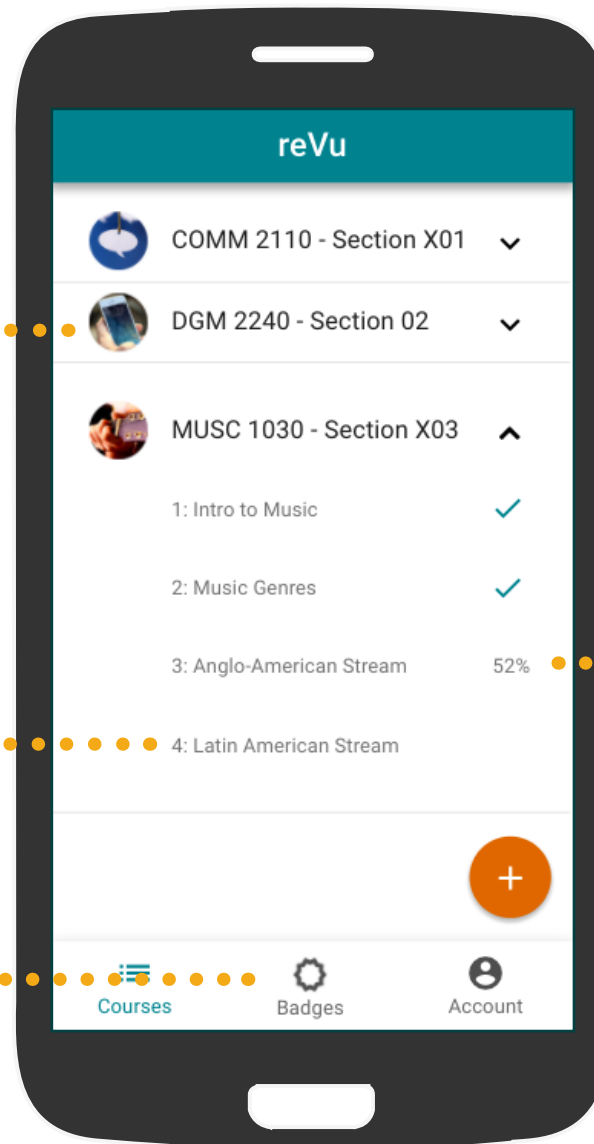 reVu
COMM 2110 - Section X01
DGM 2240 - Section 02
MUSC 1030 - Section X03
1: Intro to Music
2: Music Genres
3: Anglo-American Stream 52%
4: Latin American Stream
+
Courses Badges Account